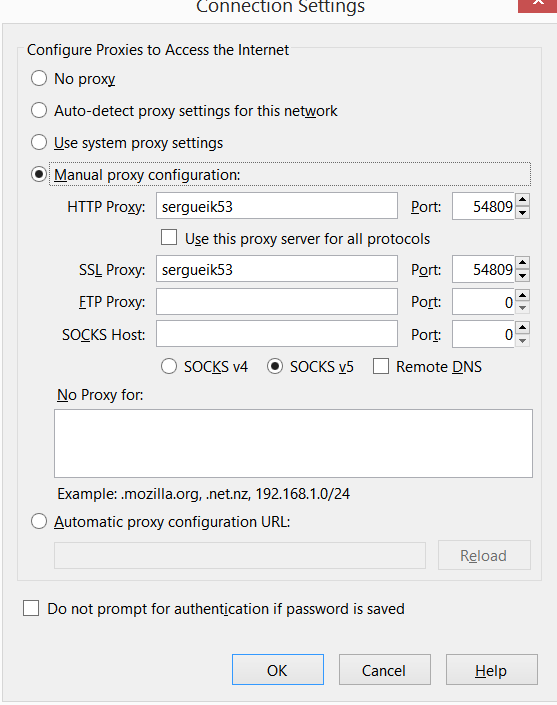 Connection Settings
Configure Proxies to Access the Internet
No proxy
Auto-detect proxy settings for this network
Use system proxy settings
Manual proxy configuration:
HTTP Proxy: sergueik53 Port: 54809
Use this proxy server for all protocols
SSL Proxy: sergueik53 Port: 54809
FTP Proxy: Port: 0
SOCKS Host: Port: 0
SOCKS v4 SOCKS v5 Remote DNS
No Proxy for:
Example: .mozilla.org, .net.nz, 192.168.1.0/24
Automatic proxy configuration URL:
Reload
Do not prompt for authentication if password is saved
OK Cancel Help